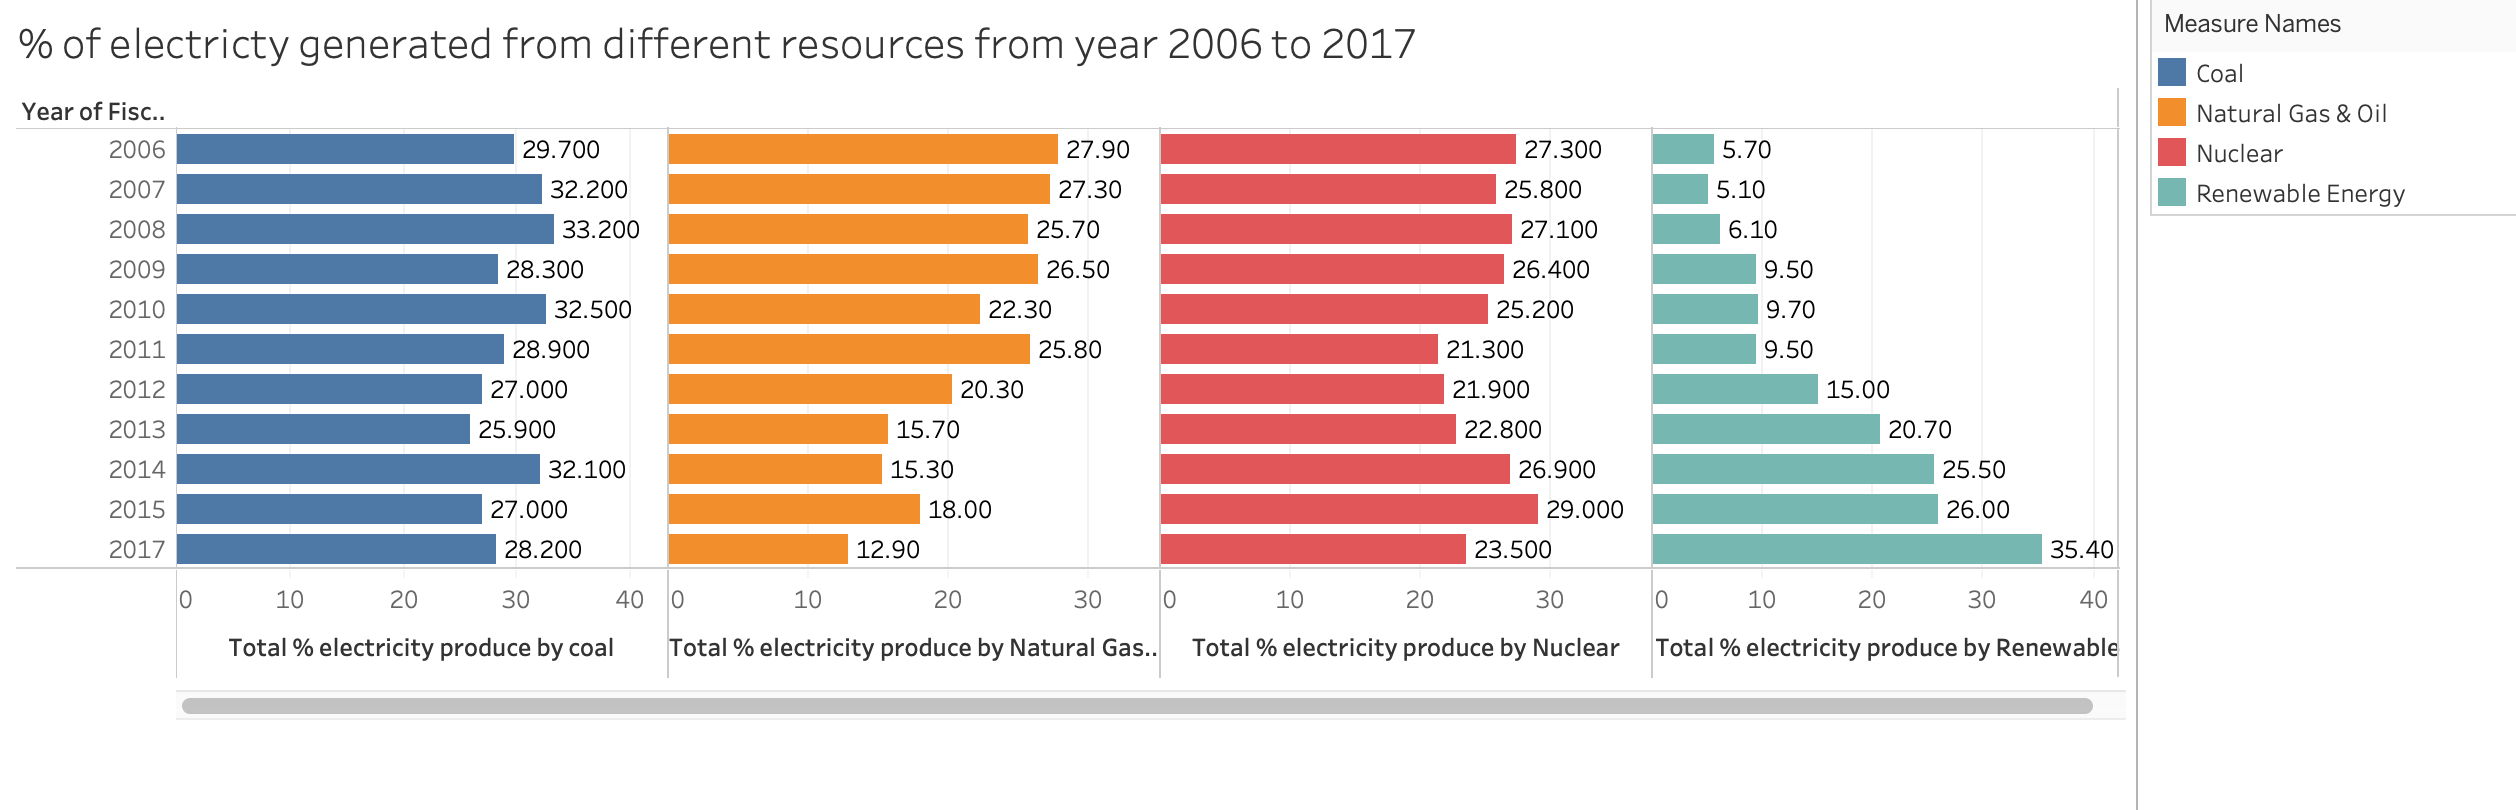 % of electricty generated from different resources from year 2006 to 2017
Measure Names
Coal
Natural Gas & Oil
Nuclear
Renewable Energy
Year of Fisc..
2006 29.700 27.90 27.300 5.70
2007 32.200 27.30 25.800 5.10
2008 33.200 25.70 27.100 6.10
2009 28.300 26.50 26.400 9.50
2010 32.500 22.30 25.200 9.70
2011 28.900 25.80 21.300 9.50
2012 27.000 20.30 21.900 15.00
2013 25.900 15.70 22.800 20.70
2014 32.100 15.30 26.900 25.50
2015 27.000 18.00 29.000 26.00
2017 28.200 12.90 23.500 35.40
0 10 20 30 40 0 10 20 30 0 10 20 30 0 10 20 30 40
Total % electricity produce by coal Total % electricity produce by Natural Gas.. Total % electricity produce by Nuclear Total % electricity produce by Renewable